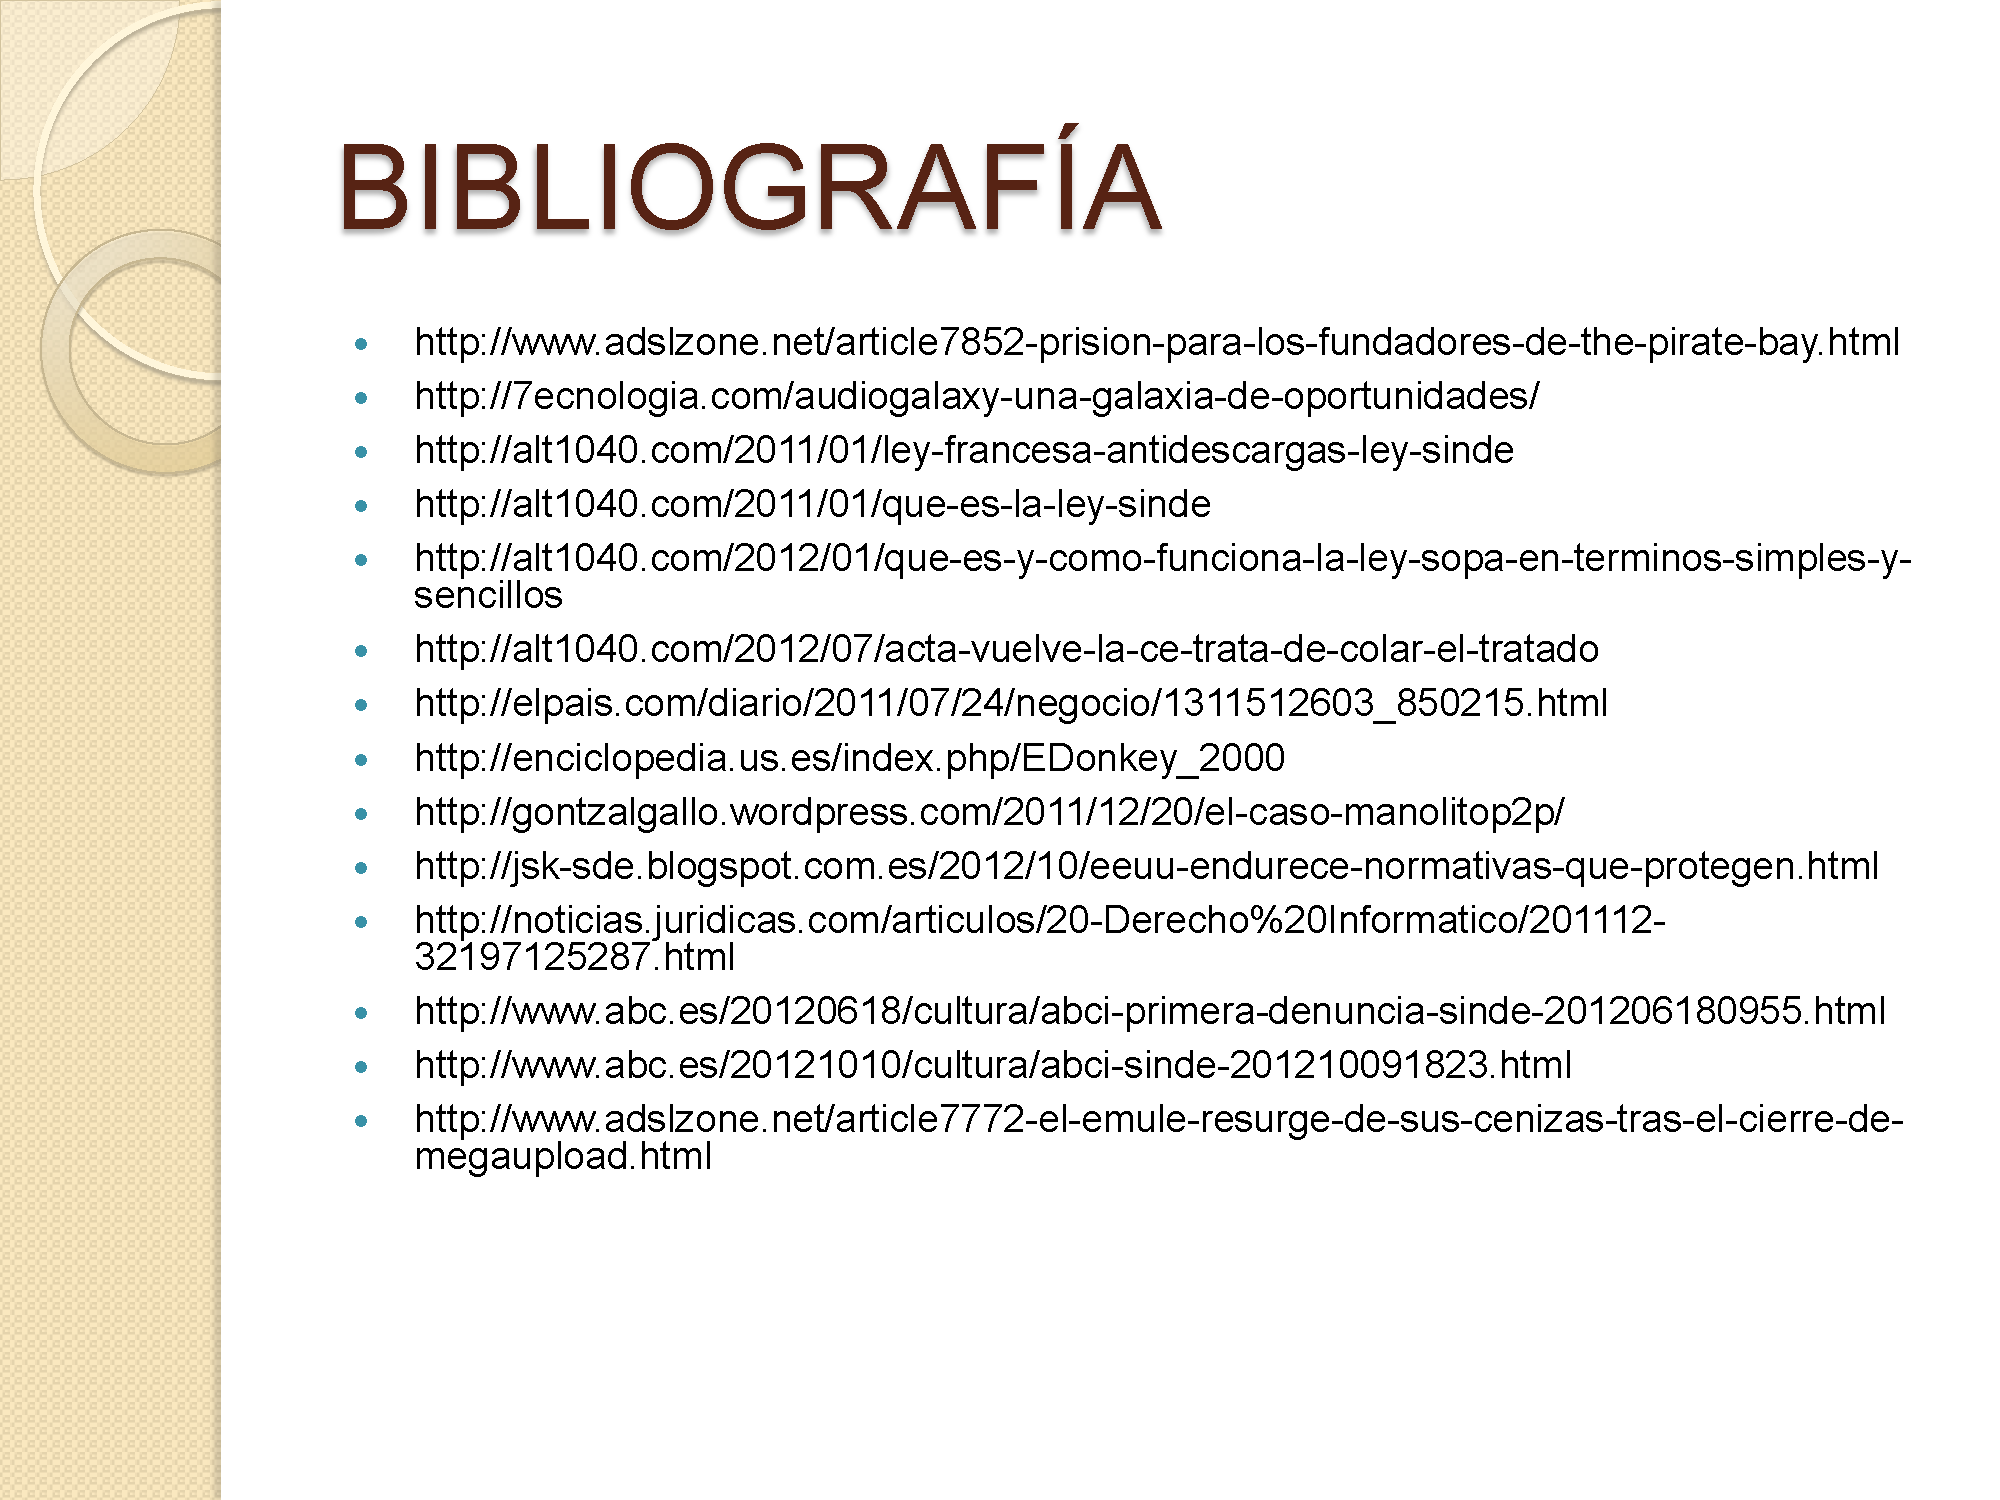 BIBLIOGRAFÍA
• http://www.adslzone.net/article7852-prision-para-los-fundadores-de-the-pirate-bay.html
• http://7ecnologia.com/audiogalaxy-una-galaxia-de-oportunidades/
• http://alt1040.com/2011/01/ley-francesa-antidescargas-ley-sinde
• http://alt1040.com/2011/01/que-es-la-ley-sinde
• http://alt1040.com/2012/01/que-es-y-como-funciona-la-ley-sopa-en-terminos-simples-y-
sencillos
• http://alt1040.com/2012/07/acta-vuelve-la-ce-trata-de-colar-el-tratado
• http://elpais.com/diario/2011/07/24/negocio/1311512603_850215.html
• http://enciclopedia.us.es/index.php/EDonkey_2000
• http://gontzalgallo.wordpress.com/2011/12/20/el-caso-manolitop2p/
• http://jsk-sde.blogspot.com.es/2012/10/eeuu-endurece-normativas-que-protegen.html
• http://noticias.juridicas.com/articulos/20-Derecho%20Informatico/201112-
32197125287.html
• http://www.abc.es/20120618/cultura/abci-primera-denuncia-sinde-201206180955.html
• http://www.abc.es/20121010/cultura/abci-sinde-201210091823.html
• http://www.adslzone.net/article7772-el-emule-resurge-de-sus-cenizas-tras-el-cierre-de-
megaupload.html